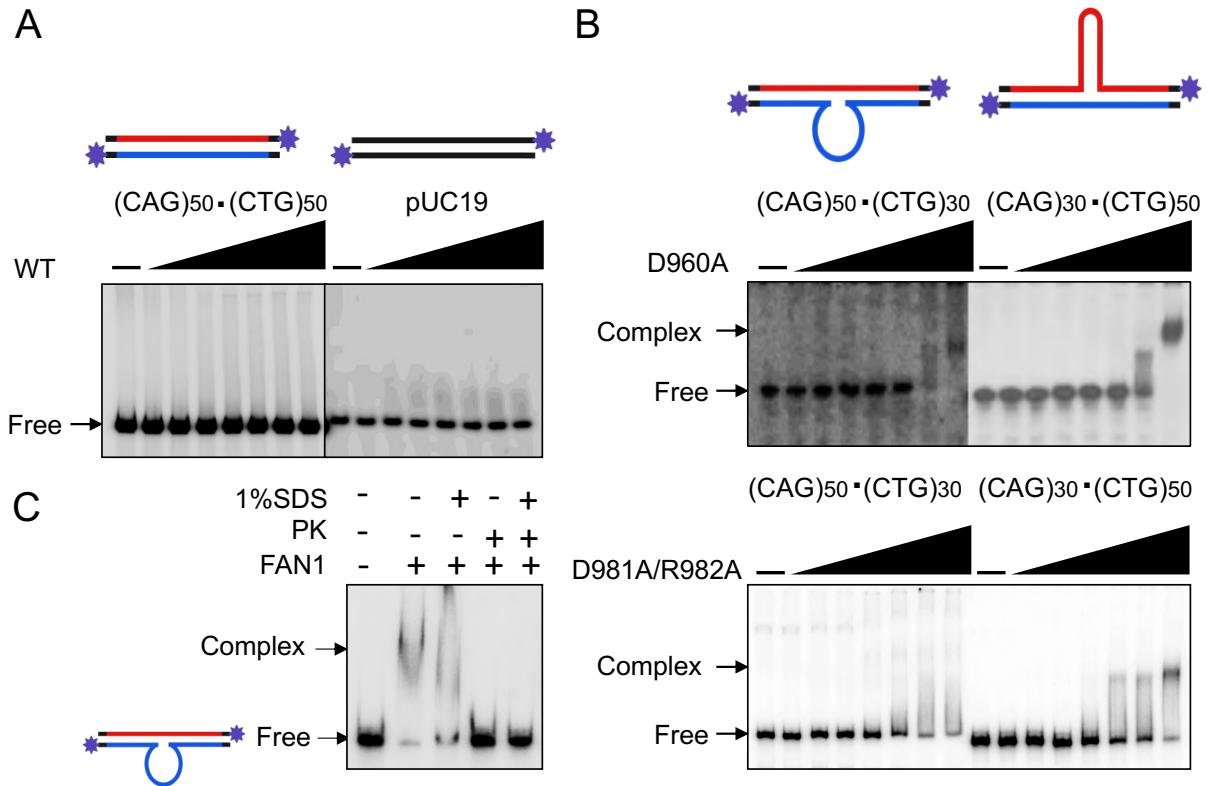 A
(CAG)50·(CTG)50 pUC19
WT
Free
B
(CAG)50·(CTG)30 (CAG)30·(CTG)50
D960A
Complex
Free
(CAG)50·(CTG)30 (CAG)30·(CTG)50
D981A/R982A
Complex
Free
C
1%SDS - - + - +
PK - - - + +
FAN1 - + + + +
Complex
Free